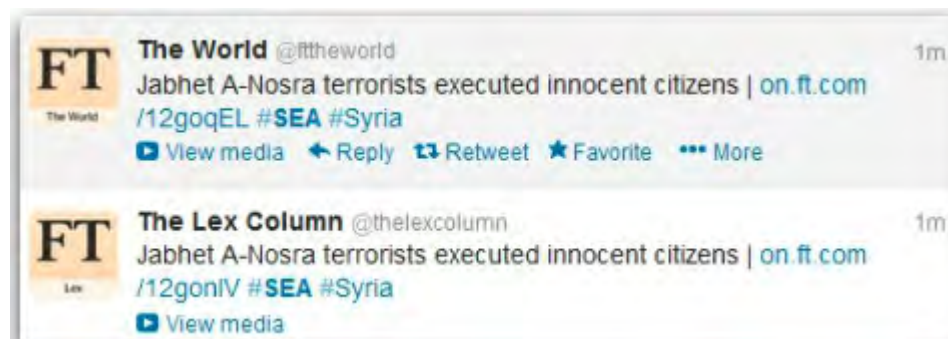 FT
The World
The World @fttheworld 1m
Jabhet A-Nosra terrorists executed innocent citizens | on.ft.com
/12goqEL #SEA #Syria
View media Reply Retweet Favorite More
FT
Lex
The Lex Column @thelexcolumn 1m
Jabhet A-Nosra terrorists executed innocent citizens | on.ft.com
/12gonIV #SEA #Syria
View media